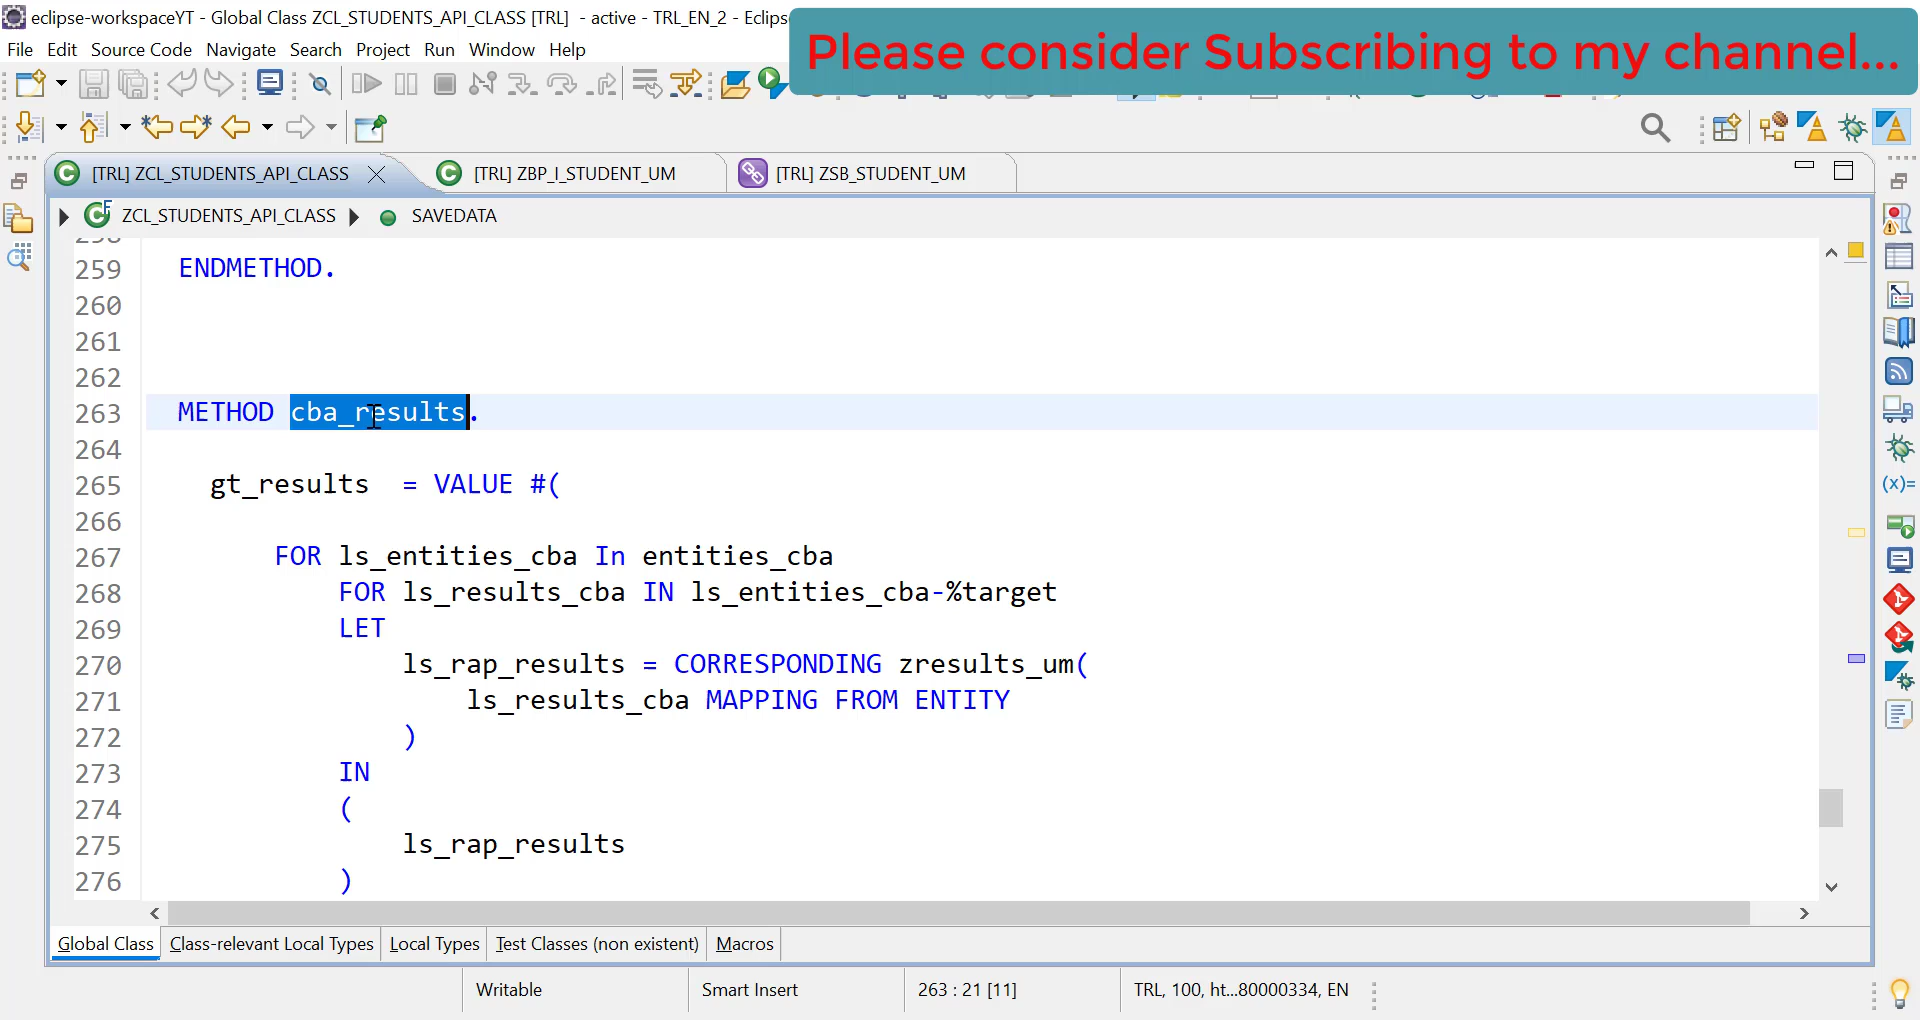 eclipse-workspaceYT - Global Class ZCL_STUDENTS_API_CLASS [TRL] - active - TRL_EN_2 - Eclips
Please consider Subscribing to my channel...
File Edit Source Code Navigate Search Project Run Window Help
[TRL] ZCL_STUDENTS_API_CLASS
[TRL] ZBP_I_STUDENT_UM
[TRL] ZSB_STUDENT_UM
ZCL_STUDENTS_API_CLASS
SAVEDATA
259 ENDMETHOD.
260
261
262
263 METHOD cba_results.
264
265 gt_results = VALUE #(
266
267 FOR ls_entities_cba In entities_cba
268 FOR ls_results_cba IN ls_entities_cba-%target
269 LET
270 ls_rap_results = CORRESPONDING zresults_um(
271 ls_results_cba MAPPING FROM ENTITY
272 )
273 IN
274 (
275 ls_rap_results
276 )
Global Class
Class-relevant Local Types
Local Types
Test Classes (non existent)
Macros
Writable
Smart Insert
263 : 21 [11]
TRL, 100, ht...80000334, EN